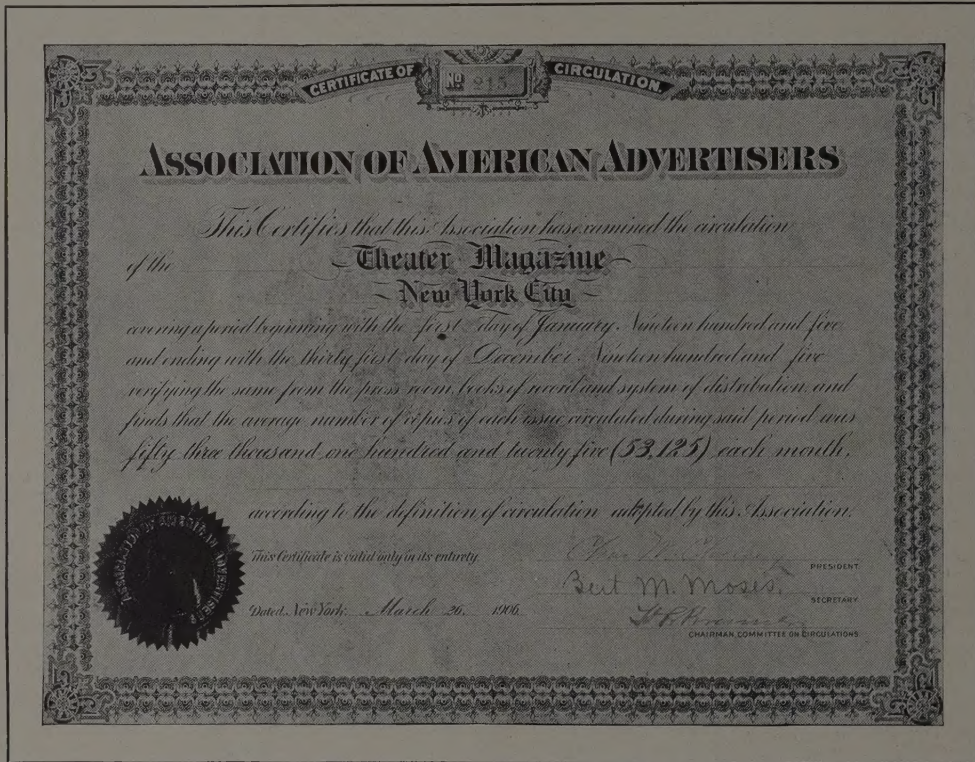 CERTIFICATE OF No 215 CIRCULATION.
ASSOCIATION OF AMERICAN ADVERTISERS
This Certifies that this Association has examined the circulation
of the Theater Magazine
New York City
covering a period beginning with the first day of January Nineteen hundred and five
and ending with the thirty first day of December Nineteen hundred and five
verifying the same from the press room, books of record and system of distribution, and
finds that the average number of copies of each issue circulated during said period was
fifty three thousand one hundred and twenty five (53,125) each month,
according to the definition of circulation adopted by this Association.
This Certificate is valid only in its entirety.
PRESIDENT
Bert M. Moses.
SECRETARY
Dated, New York, March 26, 1906
CHAIRMAN, COMMITTEE ON CIRCULATIONS
ASSOCIATION OF AMERICAN ADVERTISERS